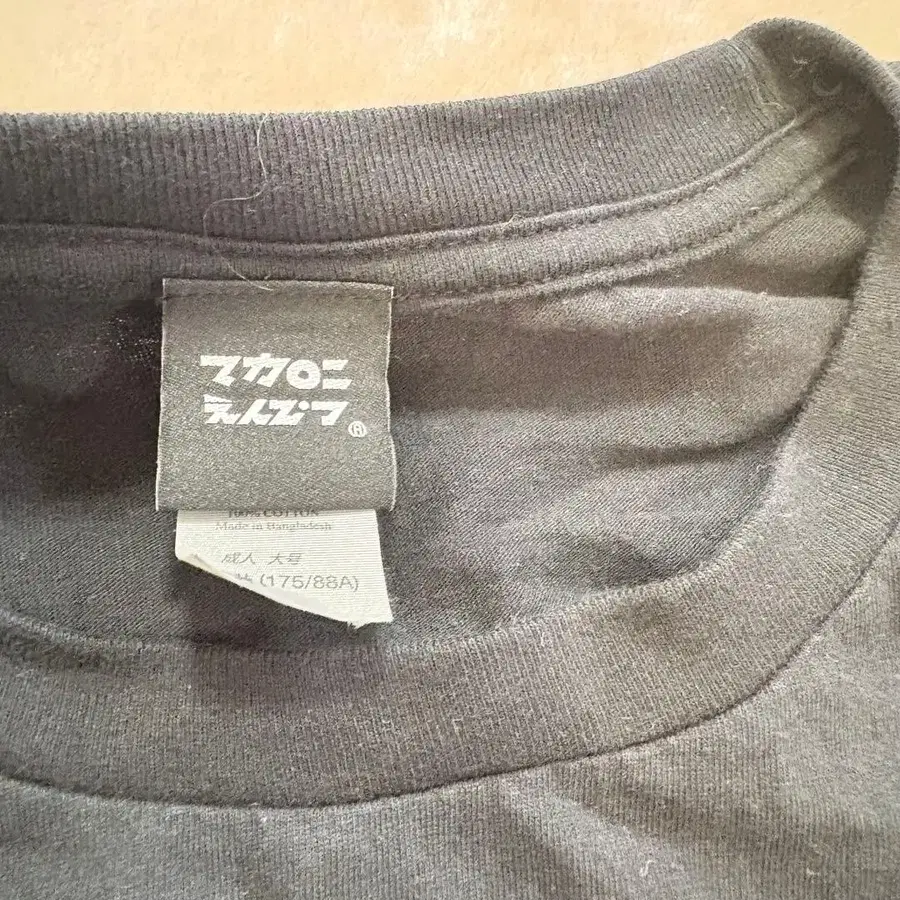 マカロニ
えんぴつ®
100% COTTON
Made in Bangladesh
成人 大号
(175/88A)